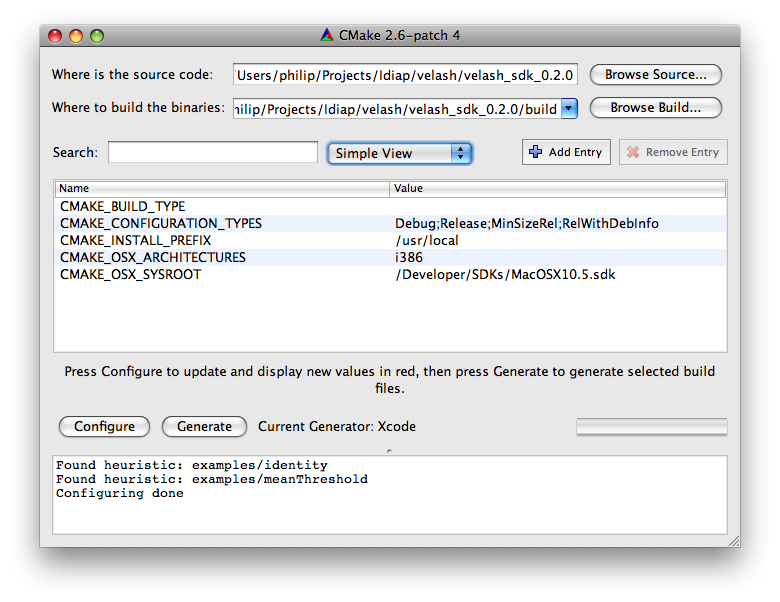 CMake 2.6-patch 4
Where is the source code: /Users/philip/Projects/Idiap/velash/velash_sdk_0.2.0 Browse Source...
Where to build the binaries: hilip/Projects/Idiap/velash/velash_sdk_0.2.0/build Browse Build...
Search: Simple View Add Entry Remove Entry
Name Value
CMAKE_BUILD_TYPE
CMAKE_CONFIGURATION_TYPES Debug;Release;MinSizeRel;RelWithDebInfo
CMAKE_INSTALL_PREFIX /usr/local
CMAKE_OSX_ARCHITECTURES i386
CMAKE_OSX_SYSROOT /Developer/SDKs/MacOSX10.5.sdk
Press Configure to update and display new values in red, then press Generate to generate selected build
files.
Configure Generate Current Generator: Xcode
Found heuristic: examples/identity
Found heuristic: examples/meanThreshold
Configuring done